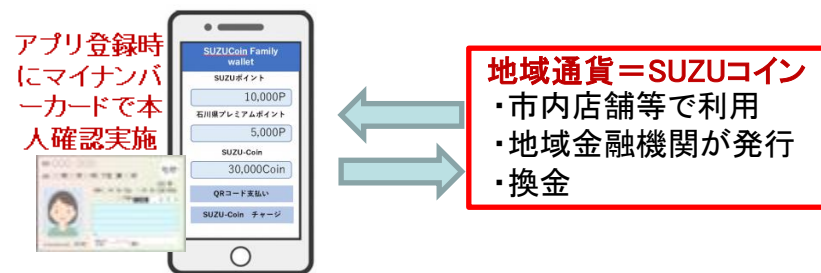 アプリ登録時
にマイナンバ
ーカードで本
人確認実施
SUZUCoin Family
wallet
SUZUポイント
10,000P
石川県プレミアムポイント
5,000P
SUZU-Coin
30,000Coin
QRコード支払い
SUZU-Coin チャージ
地域通貨＝SUZUコイン
・市内店舗等で利用
・地域金融機関が発行
・換金